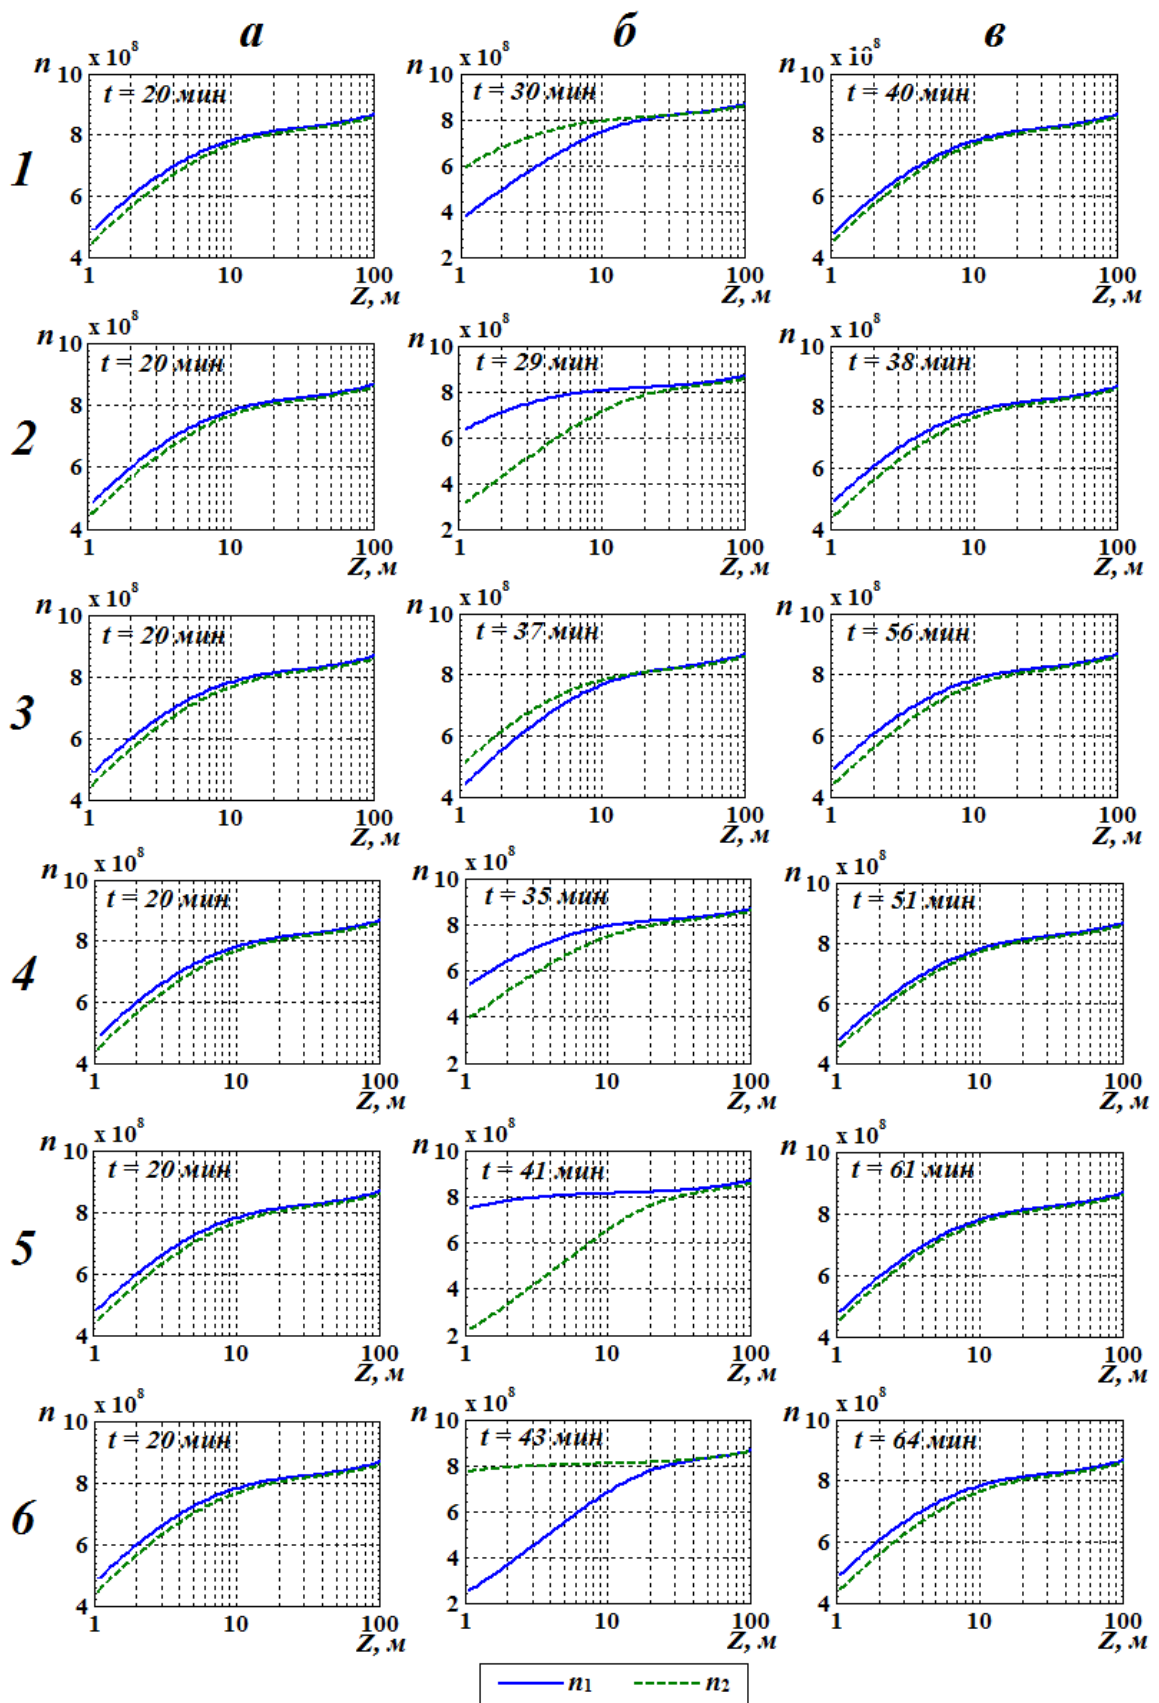 а б в
1
n x 10⁸ n x 10⁸ n x 10⁸
10 10 10
t = 20 мин t = 30 мин t = 40 мин
8 8 8
6 6 6
4 4 4
2
1 10 100 1 10 100 1 10 100
Z, м Z, м Z, м
2
n x 10⁸ n x 10⁸ n x 10⁸
10 10 10
t = 20 мин t = 29 мин t = 38 мин
8 8 8
6 6 6
4 4 4
2
1 10 100 1 10 100 1 10 100
Z, м Z, м Z, м
3
n x 10⁸ n x 10⁸ n x 10⁸
10 10 10
t = 20 мин t = 37 мин t = 56 мин
8 8 8
6 6 6
4 4 4
1 10 100 1 10 100 1 10 100
Z, м Z, м Z, м
4
n x 10⁸ n x 10⁸ n x 10⁸
10 10 10
t = 20 мин t = 35 мин t = 51 мин
8 8 8
6 6 6
4 4 4
2
1 10 100 1 10 100 1 10 100
Z, м Z, м Z, м
5
n x 10⁸ n x 10⁸ n x 10⁸
10 10 10
t = 20 мин t = 41 мин t = 61 мин
8 8 8
6 6 6
4 4 4
2
1 10 100 1 10 100 1 10 100
Z, м Z, м Z, м
6
n x 10⁸ n x 10⁸ n x 10⁸
10 10 10
t = 20 мин t = 43 мин t = 64 мин
8 8 8
6 6 6
4 4 4
2
1 10 100 1 10 100 1 10 100
Z, м Z, м Z, м
n₁ n₂